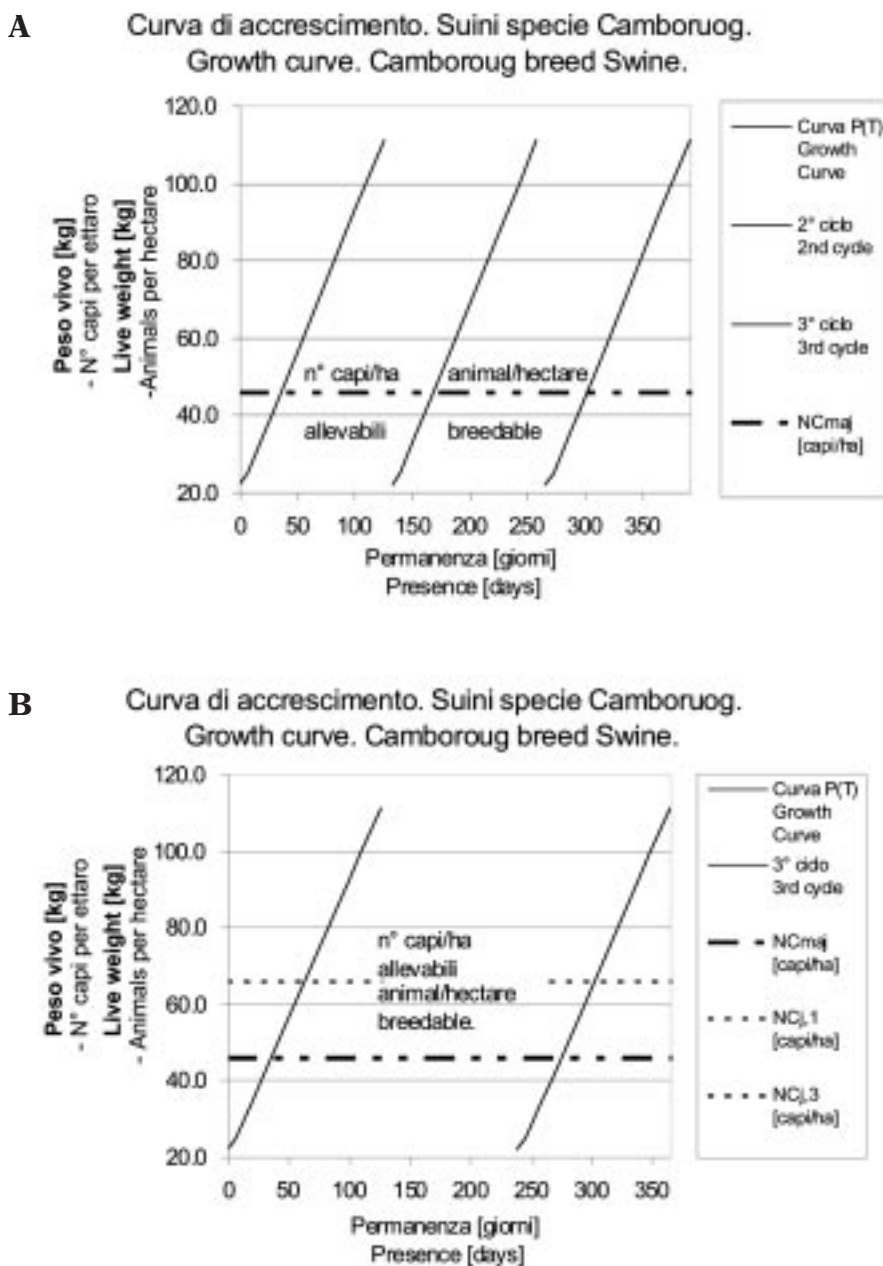 A
Curva di accrescimento. Suini specie Camboruog.
Growth curve. Camboroug breed Swine.
Peso vivo [kg]
- N° capi per ettaro
Live weight [kg]
-Animals per hectare
120.0
100.0
80.0
60.0
40.0
20.0
n° capi/ha animal/hectare
allevabili breedable
0 50 100 150 200 250 300 350
Permanenza [giorni]
Presence [days]
Curva P(T)
Growth
Curve
2° ciclo
2nd cycle
3° ciclo
3rd cycle
NCmaj
[capi/ha]
B
Curva di accrescimento. Suini specie Camboruog.
Growth curve. Camboroug breed Swine.
Peso vivo [kg]
- N° capi per ettaro
Live weight [kg]
- Animals per hectare
120.0
100.0
80.0
60.0
40.0
20.0
n° capi/ha
allevabili
animal/hectare
breedable.
0 50 100 150 200 250 300 350
Permanenza [giorni]
Presence [days]
Curva P(T)
Growth
Curve
3° ciclo
3rd cycle
NCmaj
[capi/ha]
NCj,1
[capi/ha]
NCj,3
[capi/ha]